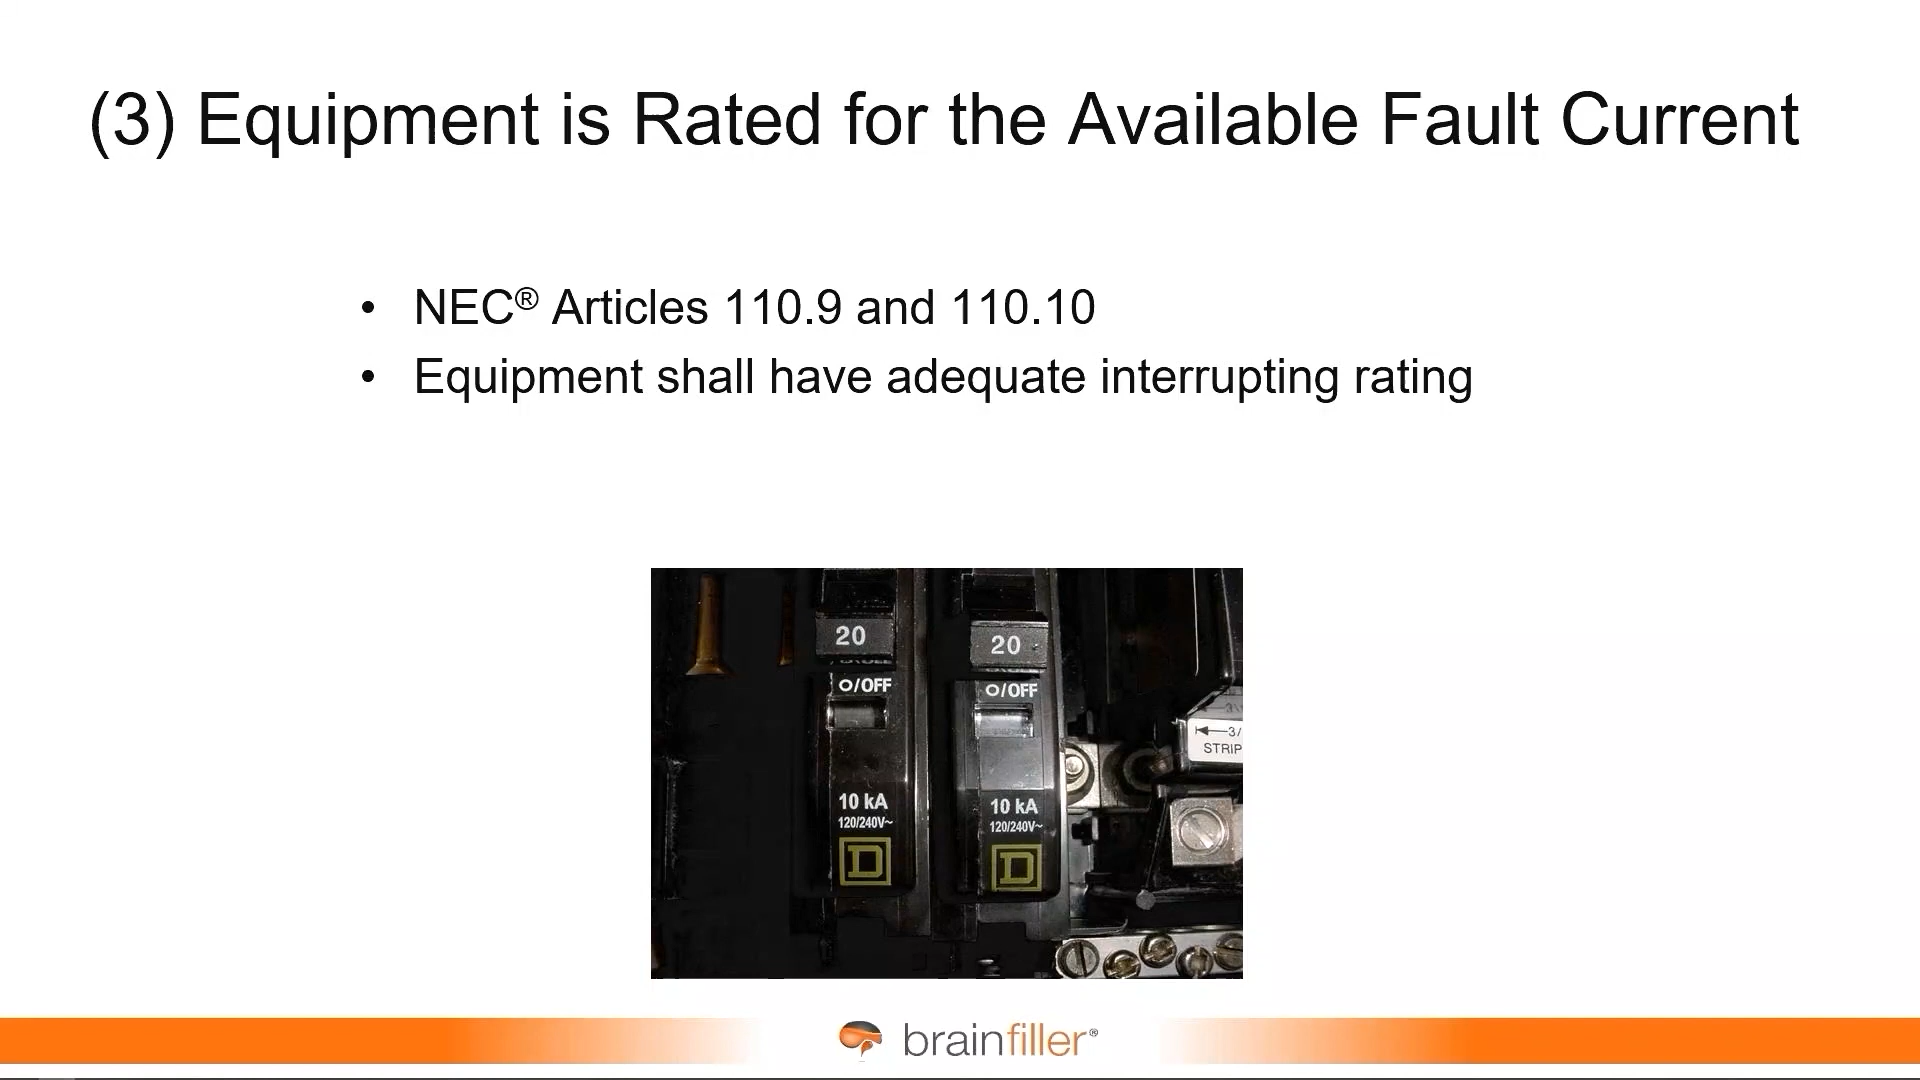 (3) Equipment is Rated for the Available Fault Current
• NEC® Articles 110.9 and 110.10
• Equipment shall have adequate interrupting rating
20
O/OFF
10 kA
120/240V~
D
20
O/OFF
10 kA
120/240V~
D
3/
STRIP
brainfiller®